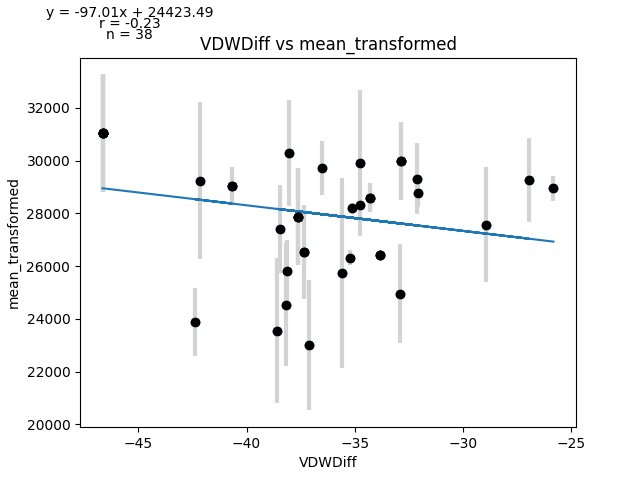 y = -97.01x + 24423.49
r = -0.23
n = 38
VDWDiff vs mean_transformed
mean_transformed
32000
30000
28000
26000
24000
22000
20000
−45
−40
−35
−30
−25
VDWDiff